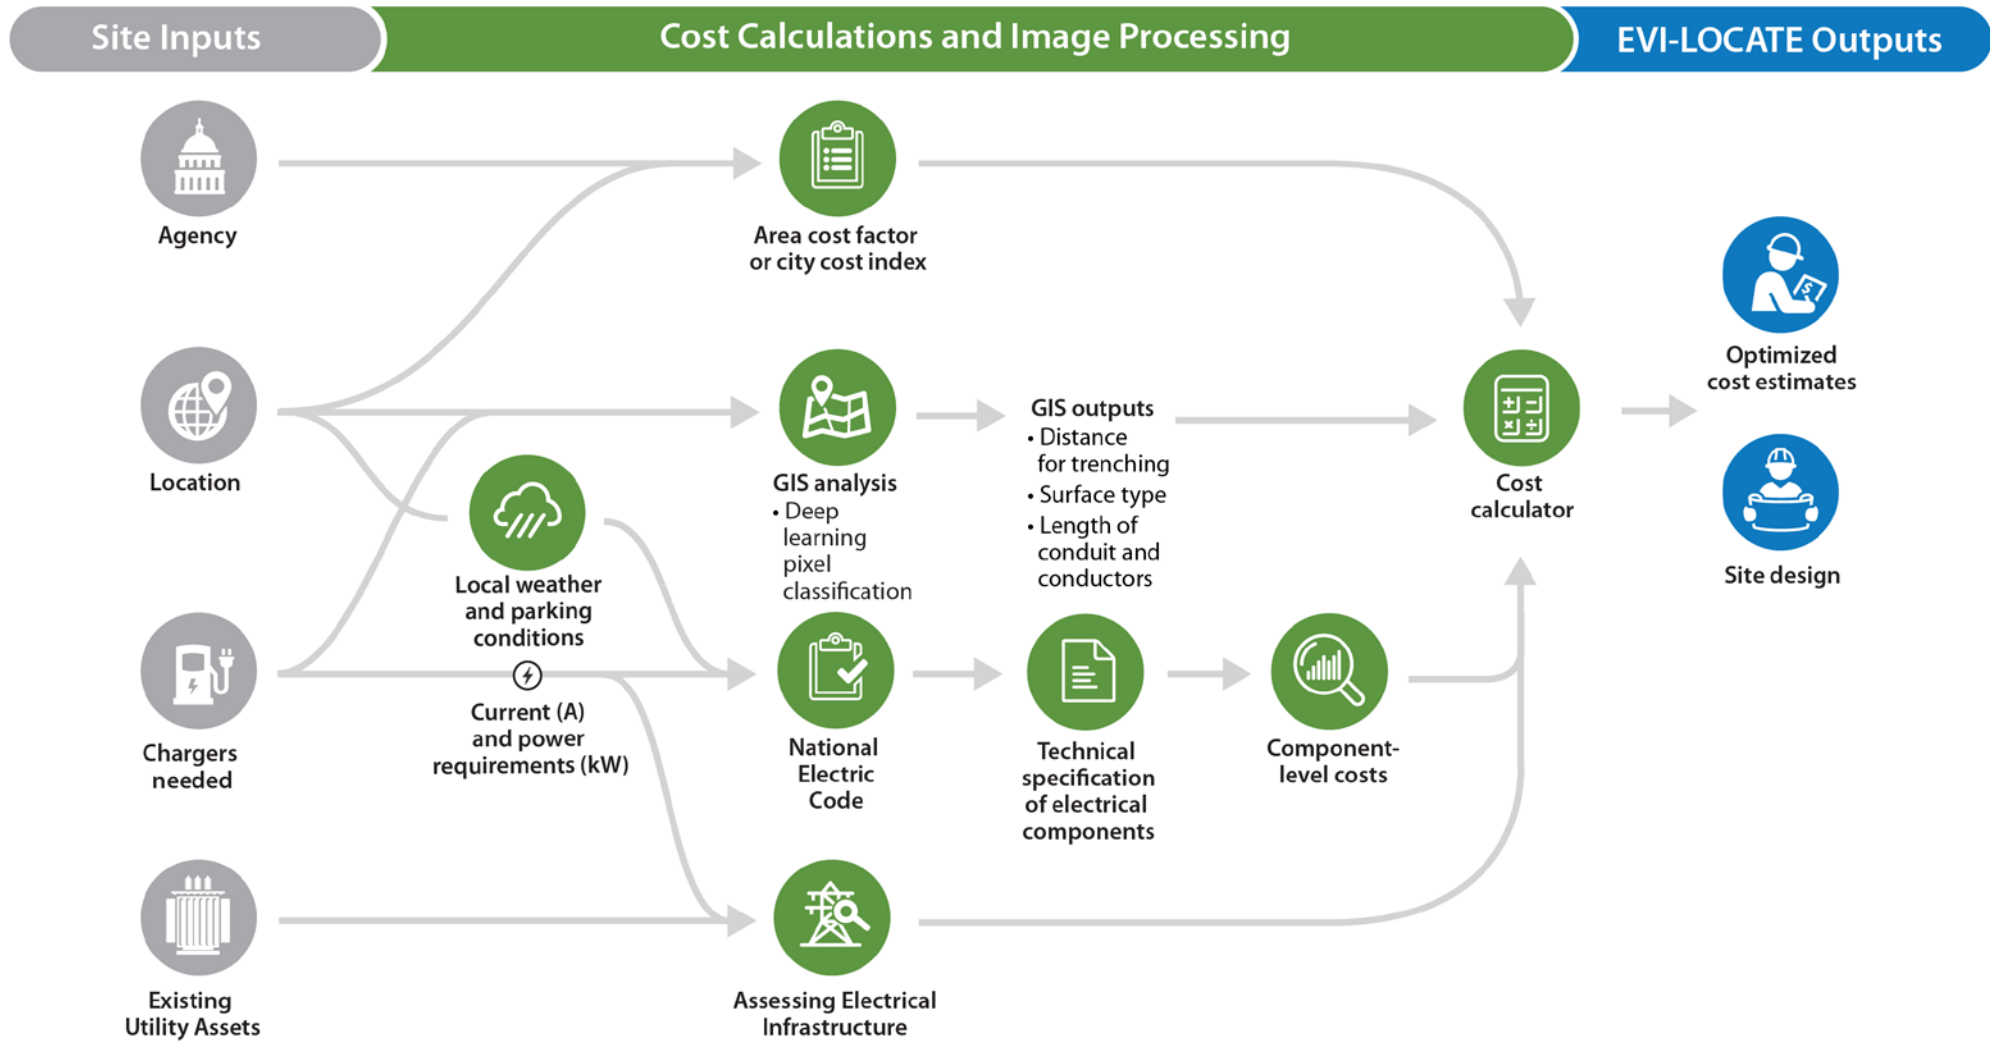 Site Inputs
Cost Calculations and Image Processing
EVI-LOCATE Outputs
Agency
Area cost factor
or city cost index
Location
GIS analysis
• Deep
learning
pixel
classification
GIS outputs
• Distance
for trenching
• Surface type
• Length of
conduit and
conductors
Cost
calculator
Optimized
cost estimates
Site design
Local weather
and parking
conditions
Chargers
needed
Current (A)
and power
requirements (kW)
National
Electric
Code
Technical
specification
of electrical
components
Component-
level costs
Existing
Utility Assets
Assessing Electrical
Infrastructure